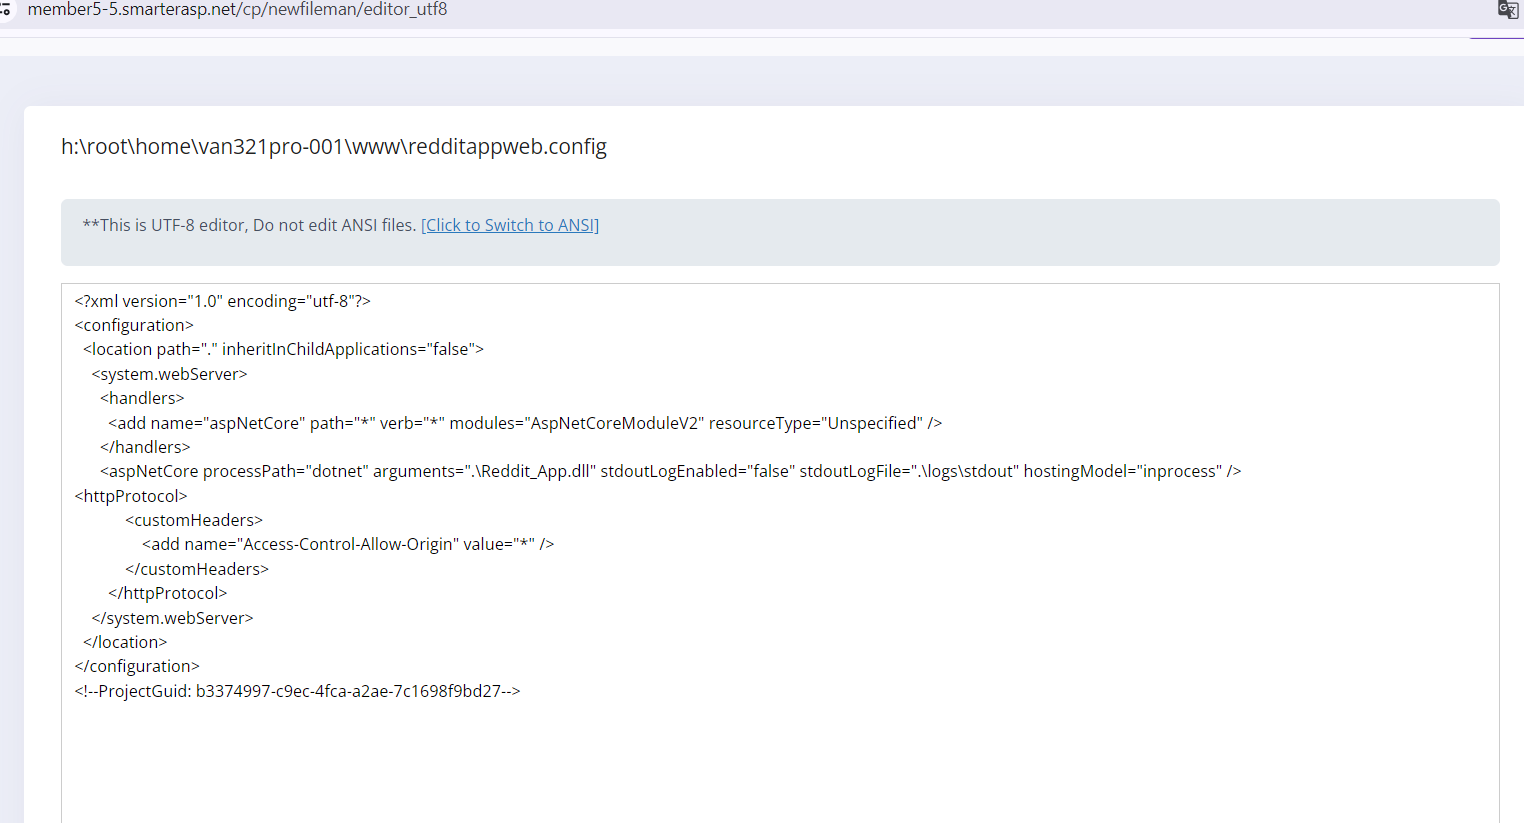 member5-5.smarterasp.net/cp/newfileman/editor_utf8
h:\root\home\van321pro-001\www\redditappweb.config
**This is UTF-8 editor, Do not edit ANSI files. [Click to Switch to ANSI]
<?xml version="1.0" encoding="utf-8"?>
<configuration>
<location path="." inheritInChildApplications="false">
<system.webServer>
<handlers>
<add name="aspNetCore" path="*" verb="*" modules="AspNetCoreModuleV2" resourceType="Unspecified" />
</handlers>
<aspNetCore processPath="dotnet" arguments=".\Reddit_App.dll" stdoutLogEnabled="false" stdoutLogFile=".\logs\stdout" hostingModel="inprocess" />
<httpProtocol>
<customHeaders>
<add name="Access-Control-Allow-Origin" value="*" />
</customHeaders>
</httpProtocol>
</system.webServer>
</location>
</configuration>
<!--ProjectGuid: b3374997-c9ec-4fca-a2ae-7c1698f9bd27-->